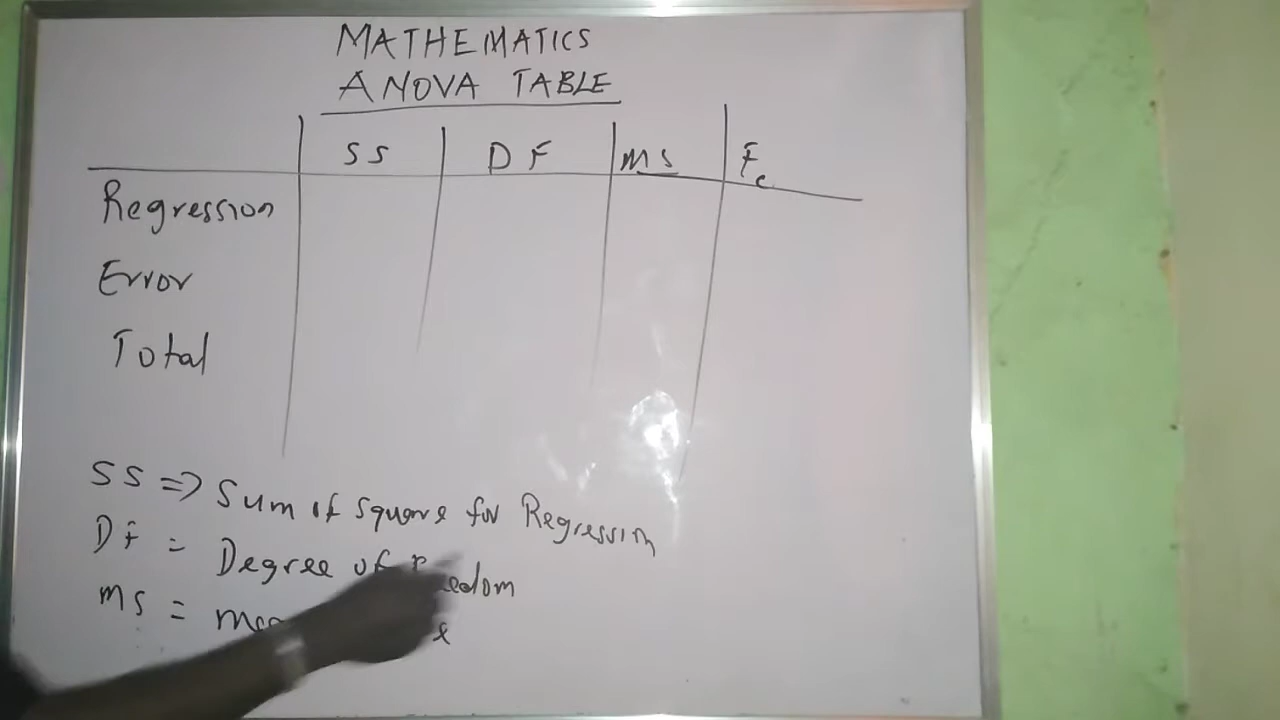 MATHEMATICS
ANOVA TABLE
SS DF MS Fc
Regression
Error
Total
SS => Sum of Square for Regression
DF = Degree of
MS =